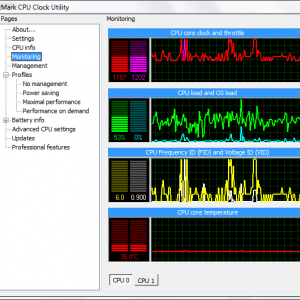 Mark CPU Clock Utility
Pages
About...
Settings
CPU info
Monitoring
Management
Profiles
No management
Power saving
Maximal performance
Performance on demand
Battery info
Advanced CPU settings
Updates
Professional features
Monitoring
CPU core clock and throttle
1197 1202
CPU load and OS load
53% 0%
CPU Frequency ID (FID) and Voltage ID (VID)
6.0 0.900
CPU core temperature
CPU 0 CPU 1